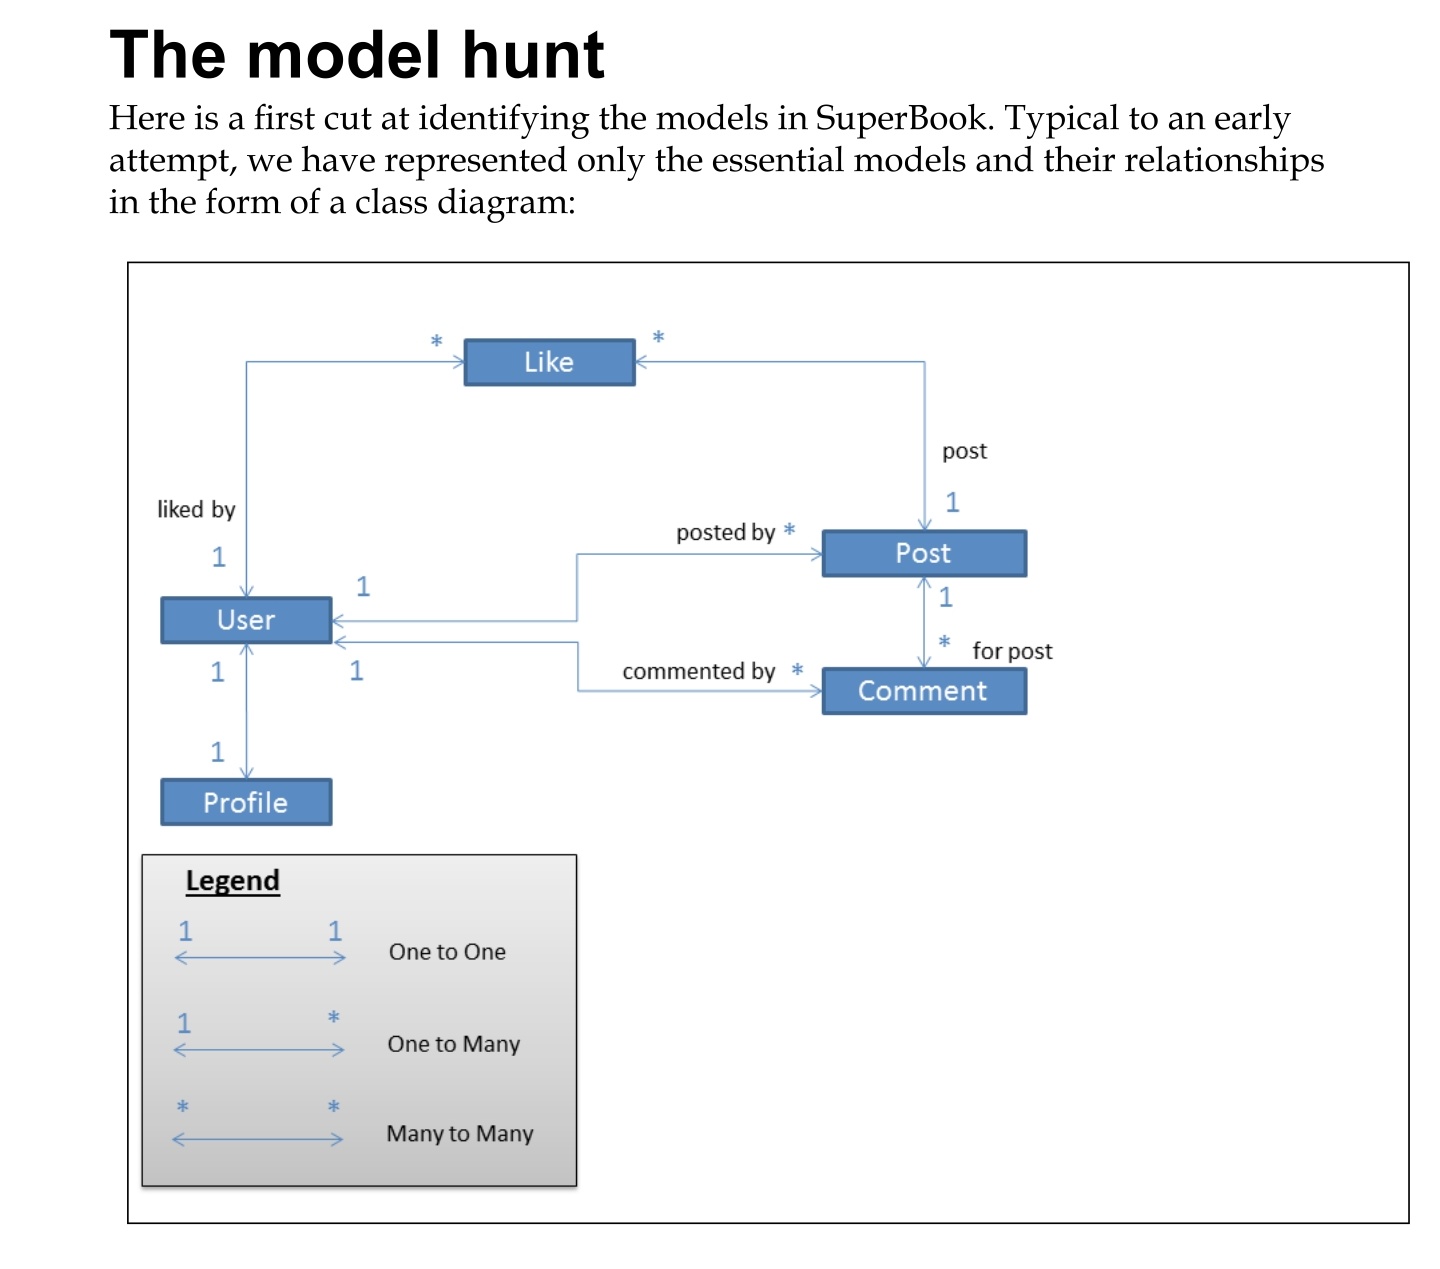 The model hunt
Here is a first cut at identifying the models in SuperBook. Typical to an early
attempt, we have represented only the essential models and their relationships
in the form of a class diagram:
* Like *
post
liked by
1
posted by *
1
Post
1
1
User
1
* for post
1
1
commented by *
Comment
1
Profile
Legend
1 1
One to One
1 *
One to Many
* *
Many to Many